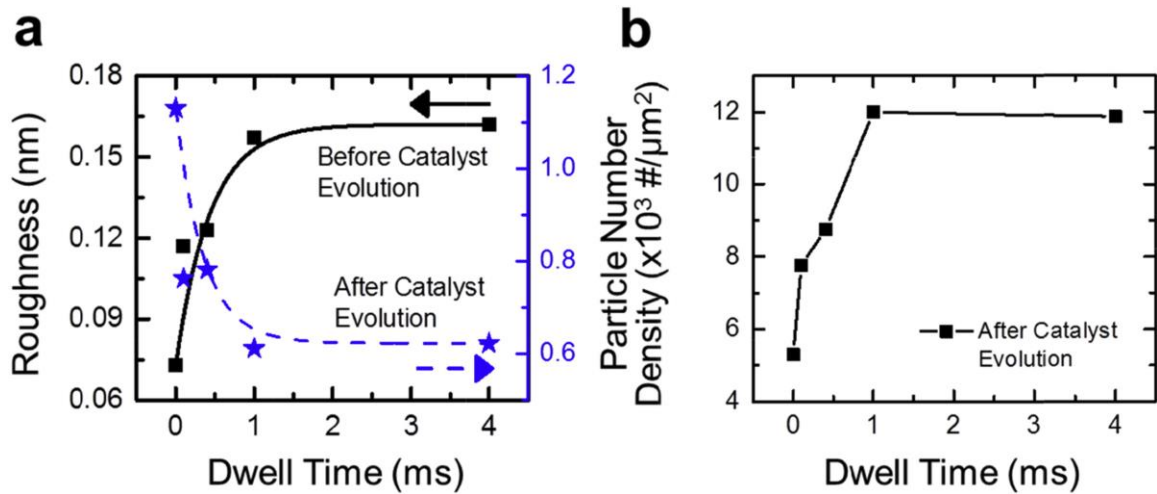 a
Roughness (nm)
0.18
0.15
0.12
0.09
0.06
1.2
1.0
0.8
0.6
Before Catalyst
Evolution
After Catalyst
Evolution
0 1 2 3 4
Dwell Time (ms)
b
Particle Number
Density (x10³ #/μm²)
12
10
8
6
4
After Catalyst
Evolution
0 1 2 3 4
Dwell Time (ms)